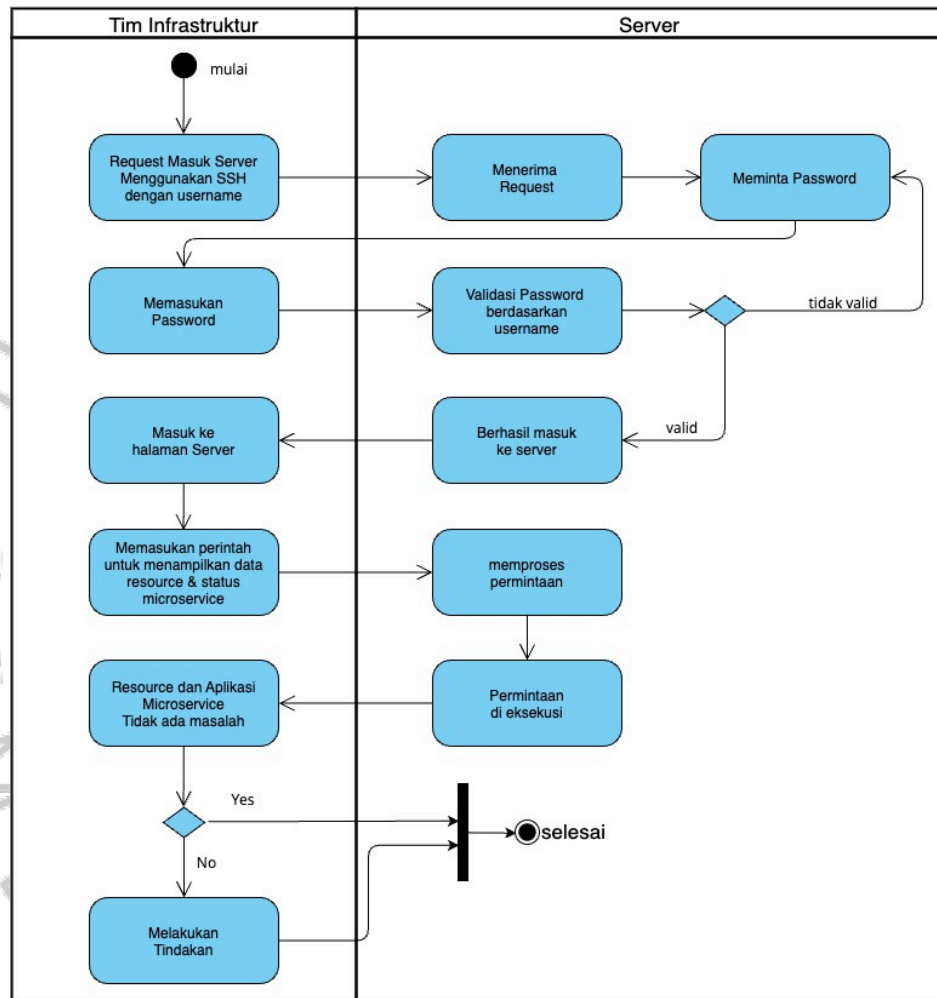 Tim Infrastruktur
Server
mulai
Request Masuk Server
Menggunakan SSH
dengan username
Menerima
Request
Meminta Password
Memasukan
Password
Validasi Password
berdasarkan
username
tidak valid
Masuk ke
halaman Server
Berhasil masuk
ke server
valid
Memasukan perintah
untuk menampilkan data
resource & status
microservice
memproses
permintaan
Resource dan Aplikasi
Microservice
Tidak ada masalah
Permintaan
di eksekusi
Yes
selesai
No
Melakukan
Tindakan